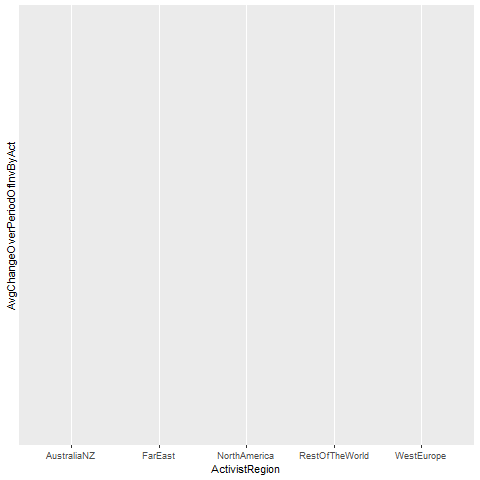 AvgChangeOverPeriodOfInvByAct
AustraliaNZ FarEast NorthAmerica RestOfTheWorld WestEurope
ActivistRegion